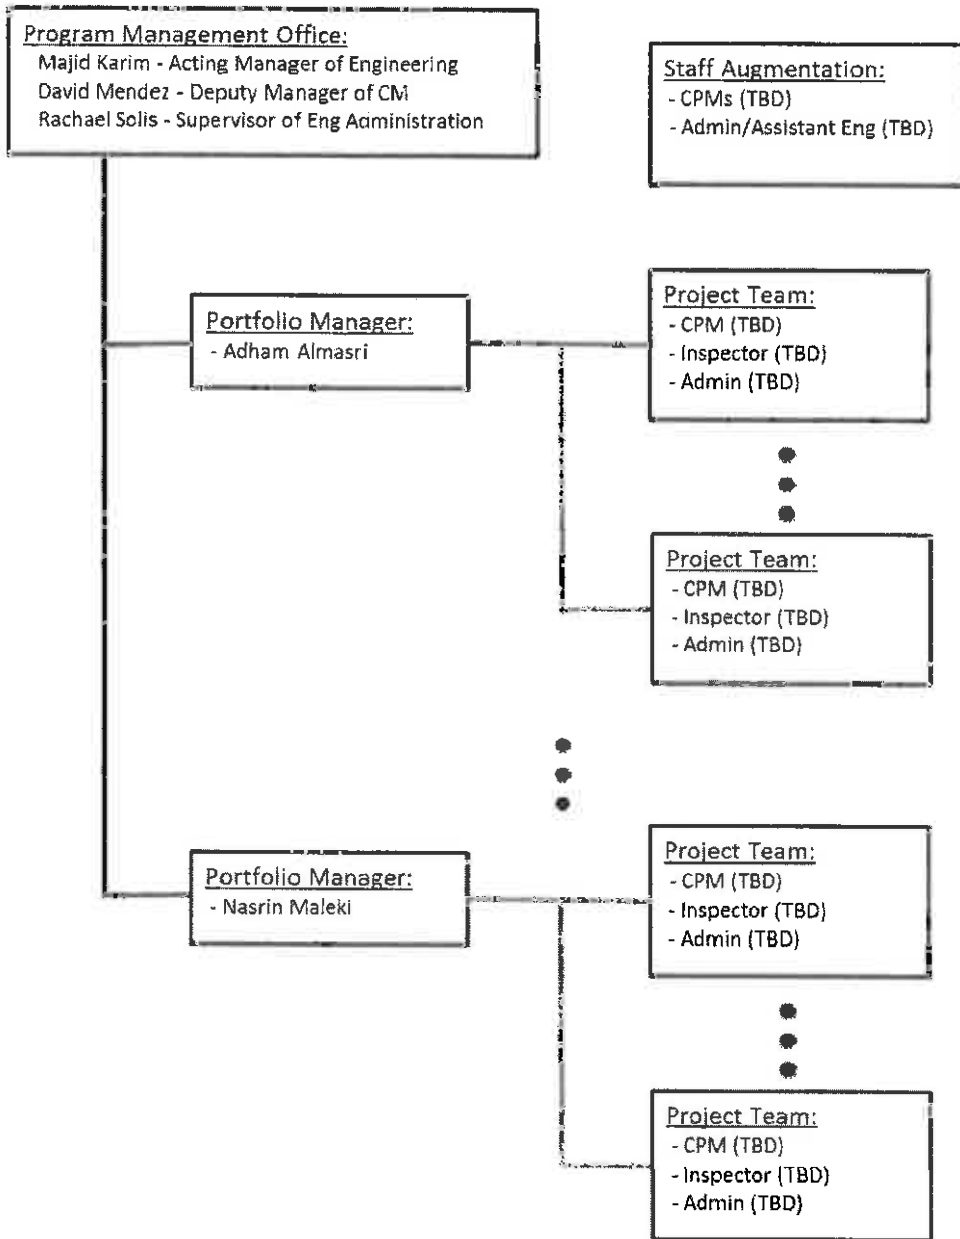 Program Management Office:
Majid Karim - Acting Manager of Engineering
David Mendez - Deputy Manager of CM
Rachael Solis - Supervisor of Eng Administration
Staff Augmentation:
- CPMs (TBD)
- Admin/Assistant Eng (TBD)
Portfolio Manager:
- Adham Almasri
Project Team:
- CPM (TBD)
- Inspector (TBD)
- Admin (TBD)
Project Team:
- CPM (TBD)
- Inspector (TBD)
- Admin (TBD)
Portfolio Manager:
- Nasrin Maleki
Project Team:
- CPM (TBD)
- Inspector (TBD)
- Admin (TBD)
Project Team:
- CPM (TBD)
- Inspector (TBD)
- Admin (TBD)